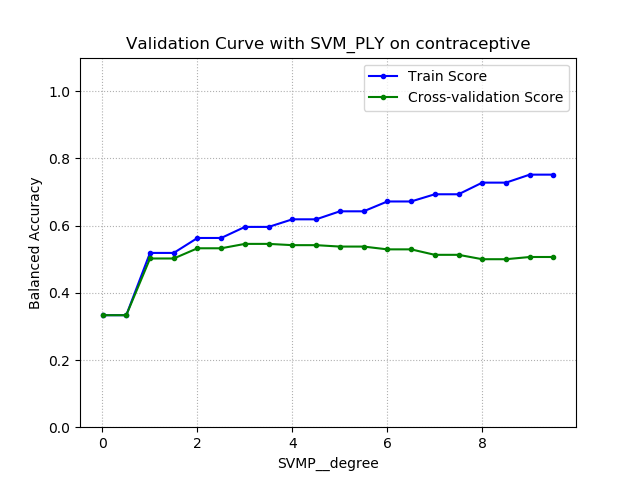 Validation Curve with SVM_PLY on contraceptive
Train Score
Cross-validation Score
Balanced Accuracy
1.0
0.8
0.6
0.4
0.2
0.0
0 2 4 6 8
SVMP__degree